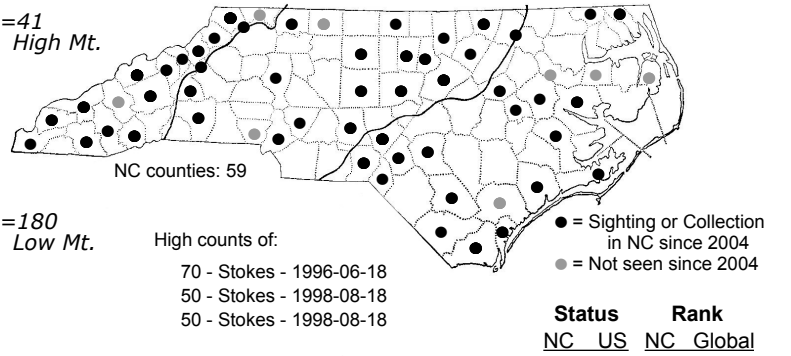 =41
High Mt.
NC counties: 59
=180
Low Mt.
High counts of:
70 - Stokes - 1996-06-18
50 - Stokes - 1998-08-18
50 - Stokes - 1998-08-18
= Sighting or Collection
in NC since 2004
= Not seen since 2004
Status Rank
NC US NC Global